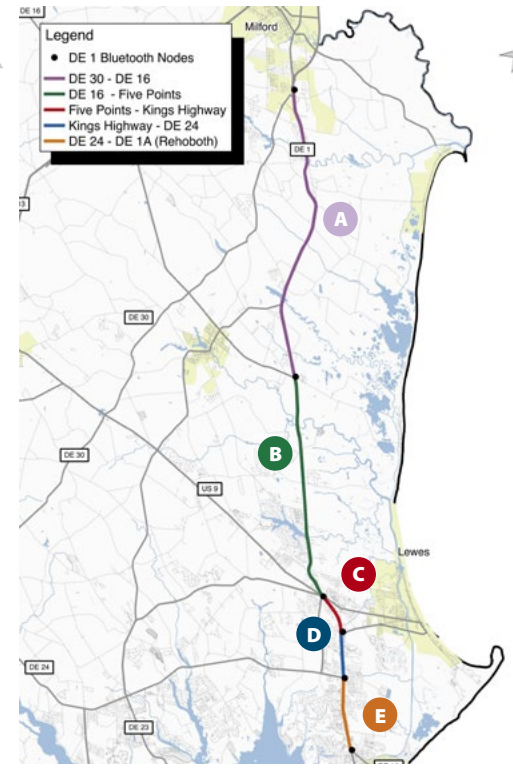 DE 16
Milford
Legend
DE 1 Bluetooth Nodes
DE 30 - DE 16
DE 16 - Five Points
Five Points - Kings Highway
Kings Highway - DE 24
DE 24 - DE 1A (Rehoboth)
DE 1
A
DE 30
B
DE 30
US 9
Lewes
C
D
DE 24
E
DE 23